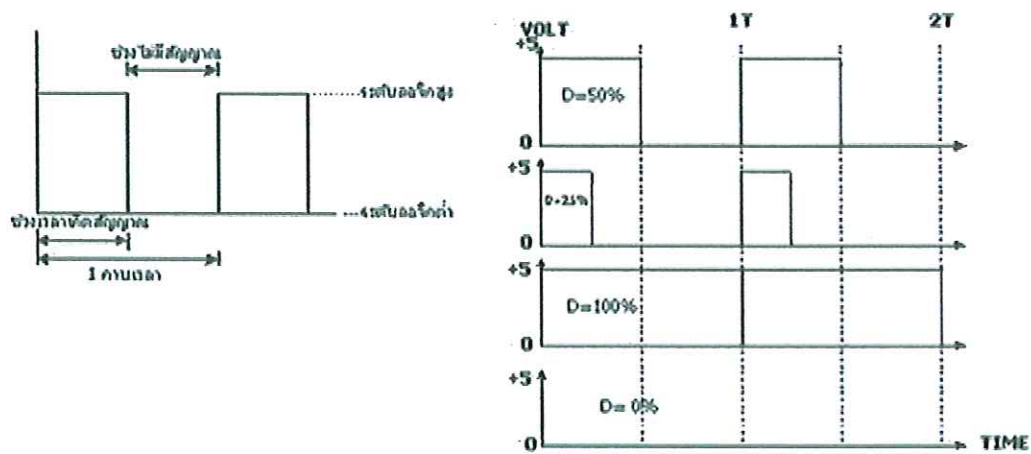 ช่วงไม่มีสัญญาณ
ระดับลอจิกสูง
ระดับลอจิกต่ำ
ช่วงเวลาเกิดสัญญาณ
1 คาบเวลา
VOLT
1T
2T
+5
D=50%
0
+5
D=25%
0
+5
D=100%
0
+5
D= 0%
0
TIME